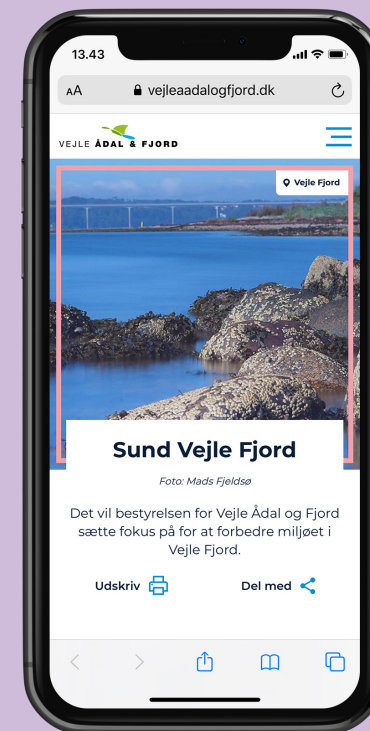 13.43
AA vejleaadalogfjord.dk
VEJLE ÅDAL & FJORD
Vejle Fjord
Sund Vejle Fjord
Foto: Mads Fjeldsø
Det vil bestyrelsen for Vejle Ådal og Fjord
sætte fokus på for at forbedre miljøet i
Vejle Fjord.
Udskriv Del med